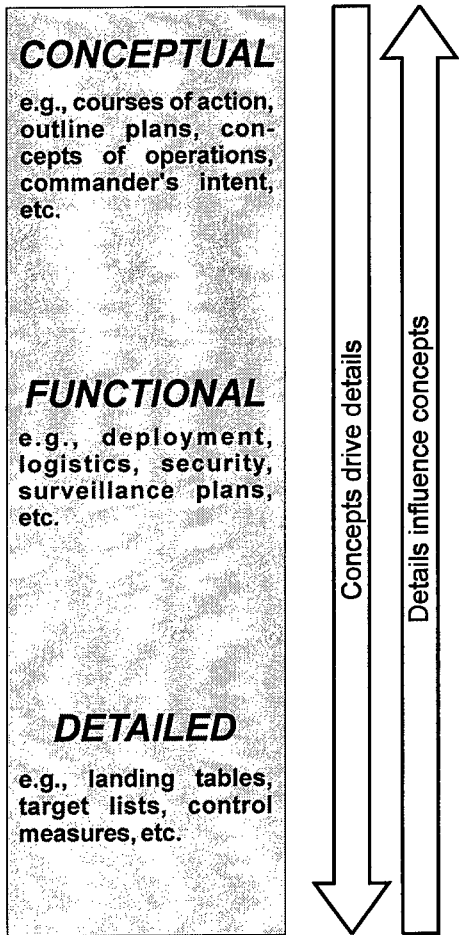 CONCEPTUAL
e.g., courses of action,
outline plans, con-
cepts of operations,
commander's intent,
etc.
FUNCTIONAL
e.g., deployment,
logistics, security,
surveillance plans,
etc.
DETAILED
e.g., landing tables,
target lists, control
measures, etc.
Concepts drive details
Details influence concepts